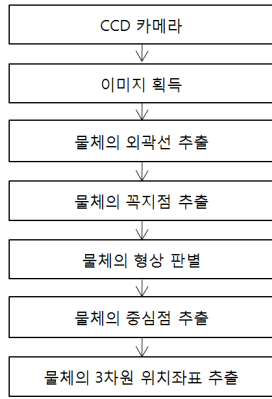 CCD 카메라
이미지 획득
물체의 외곽선 추출
물체의 꼭지점 추출
물체의 형상 판별
물체의 중심점 추출
물체의 3차원 위치좌표 추출